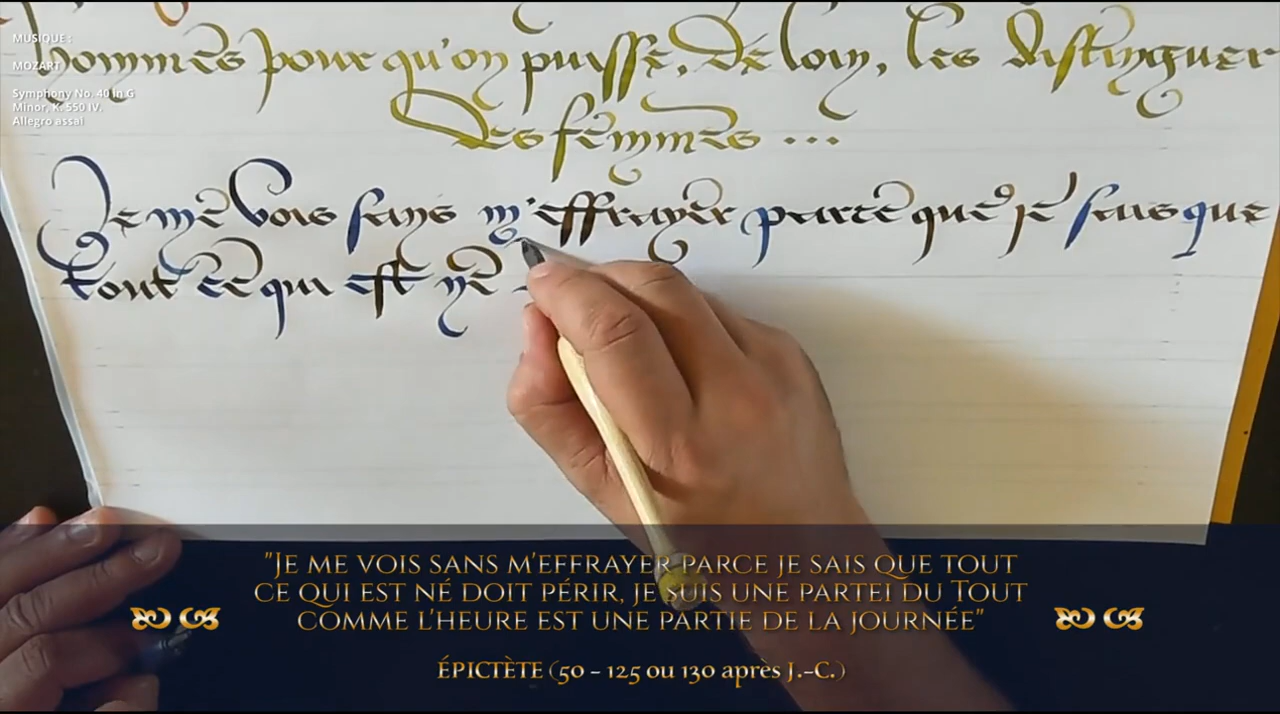 MUSIQUE :
MOZART
Symphony No. 40 in G
Minor, K. 550 IV.
Allegro assai
hommes pour qu'on puisse, de loin, les distinguer
des femmes ...
Je me vois sans m'effrayer parce que je sais que
tout ce qui est né
"Je me vois sans m'effrayer parce je sais que tout
ce qui est né doit périr, je suis une partei du Tout
comme l'heure est une partie de la journée"
ÉPICTÈTE (50 - 125 ou 130 après J.-C.)